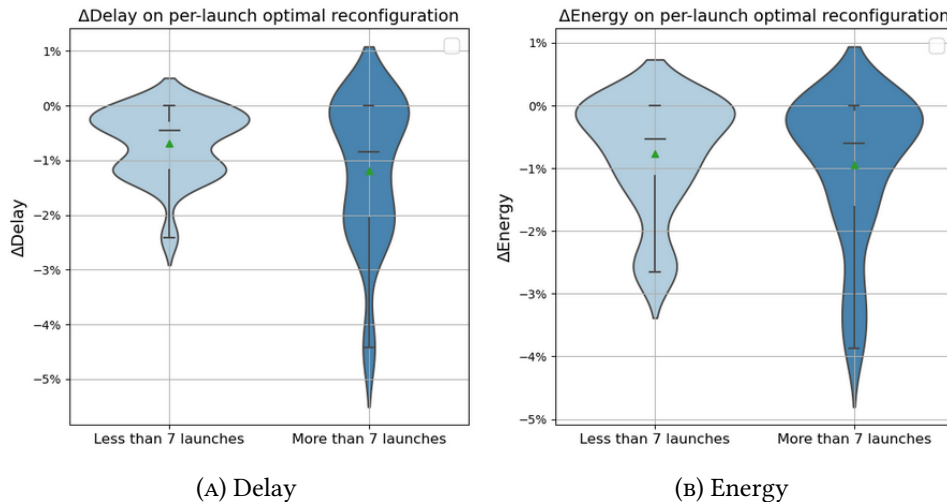 ΔDelay on per-launch optimal reconfiguration
1%
0%
−1%
−2%
−3%
−4%
−5%
ΔDelay
Less than 7 launches More than 7 launches
(A) Delay
ΔEnergy on per-launch optimal reconfiguration
1%
0%
−1%
−2%
−3%
−4%
−5%
ΔEnergy
Less than 7 launches More than 7 launches
(B) Energy